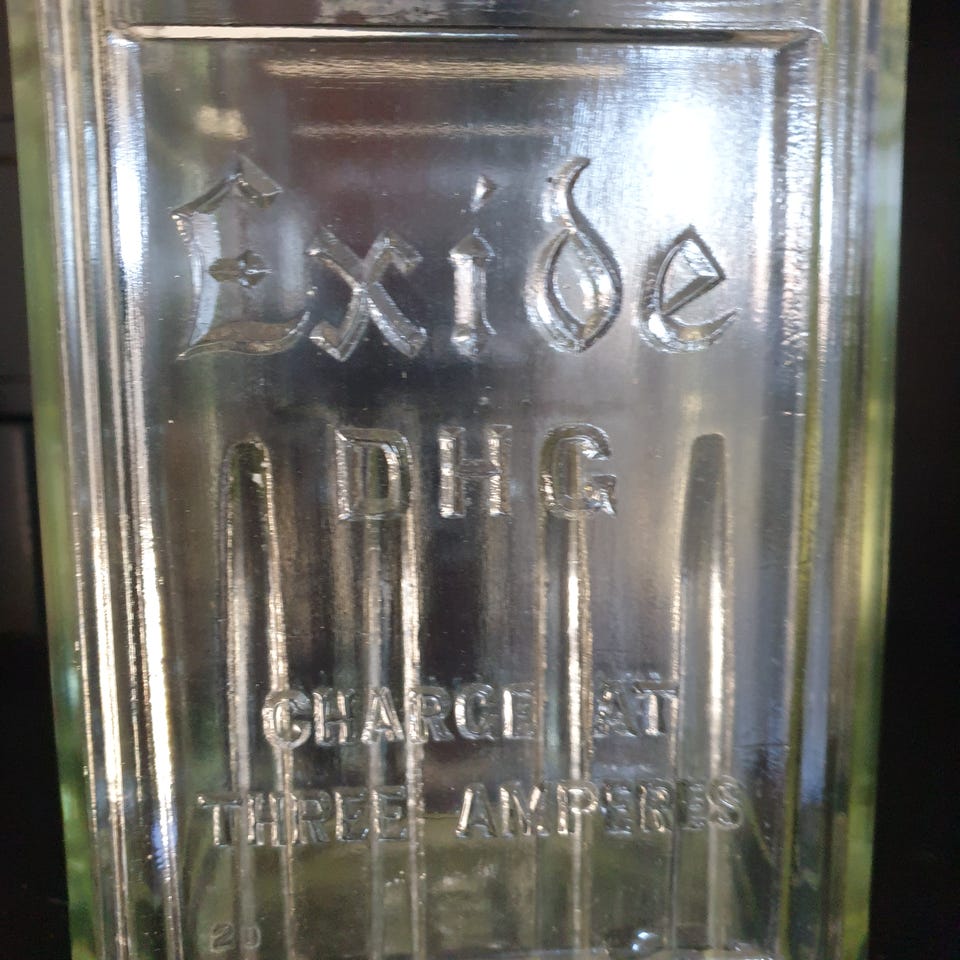 Exide
DHG
CHARGE AT
THREE AMPERES
20